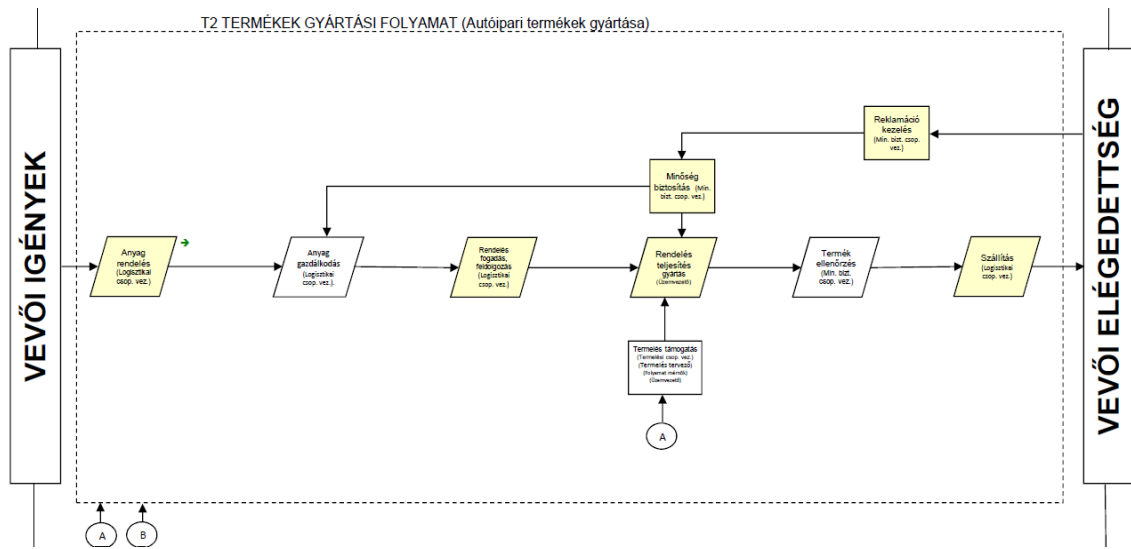 T2 TERMÉKEK GYÁRTÁSI FOLYAMAT (Autóipari termékek gyártása)
VEVŐI IGÉNYEK
VEVŐI ELÉGEDETTSÉG
Reklamáció
kezelés
(Min. bizt. csop.
vez.)
Minőség
biztosítás (Min.
bizt. csop. vez.)
Anyag
rendelés
(Logisztikai
csop. vez.)
Anyag
gazdálkodás
(Logisztikai
csop. vez.).
Rendelés
fogadás,
feldolgozás
(Logisztikai
csop. vez.)
Rendelés
teljesítés
gyártás
(Üzemvezető)
Termék
ellenőrzés
(Min. bizt.
csop. vez.)
Szállítás
(Logisztikai
csop. vez.)
Termelés támogatás
(Termelési csop. vez.)
(Termelés tervező)
(Folyamat mérnök)
(Üzemvezető)
A
A
B